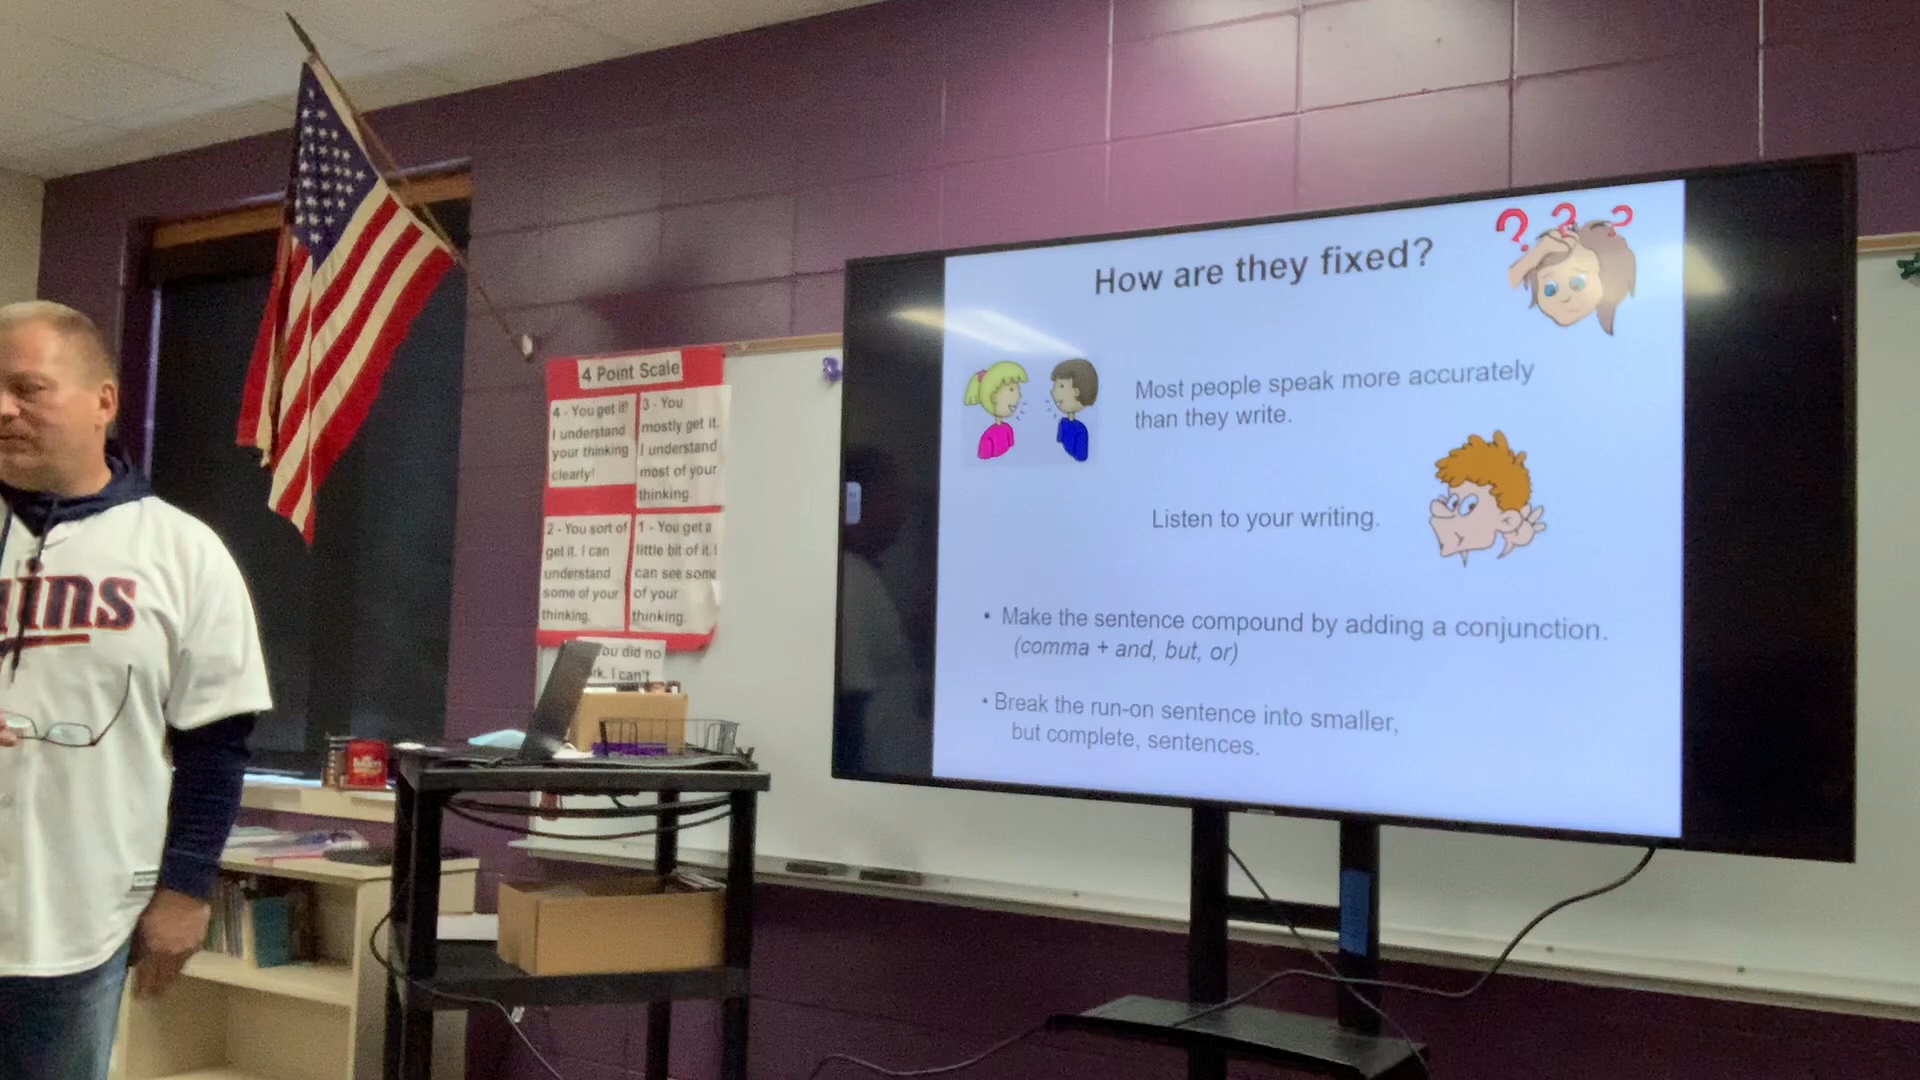 4 Point Scale
4 - You get it!
I understand
your thinking
clearly!
3 - You
mostly get it.
I understand
most of your
thinking.
2 - You sort of
get it. I can
understand
some of your
thinking.
1 - You get a
little bit of it. I
can see some
of your
thinking.
You did no
I can't
How are they fixed?
? ? ?
Most people speak more accurately
than they write.
Listen to your writing.
• Make the sentence compound by adding a conjunction.
(comma + and, but, or)
• Break the run-on sentence into smaller,
but complete, sentences.
ins